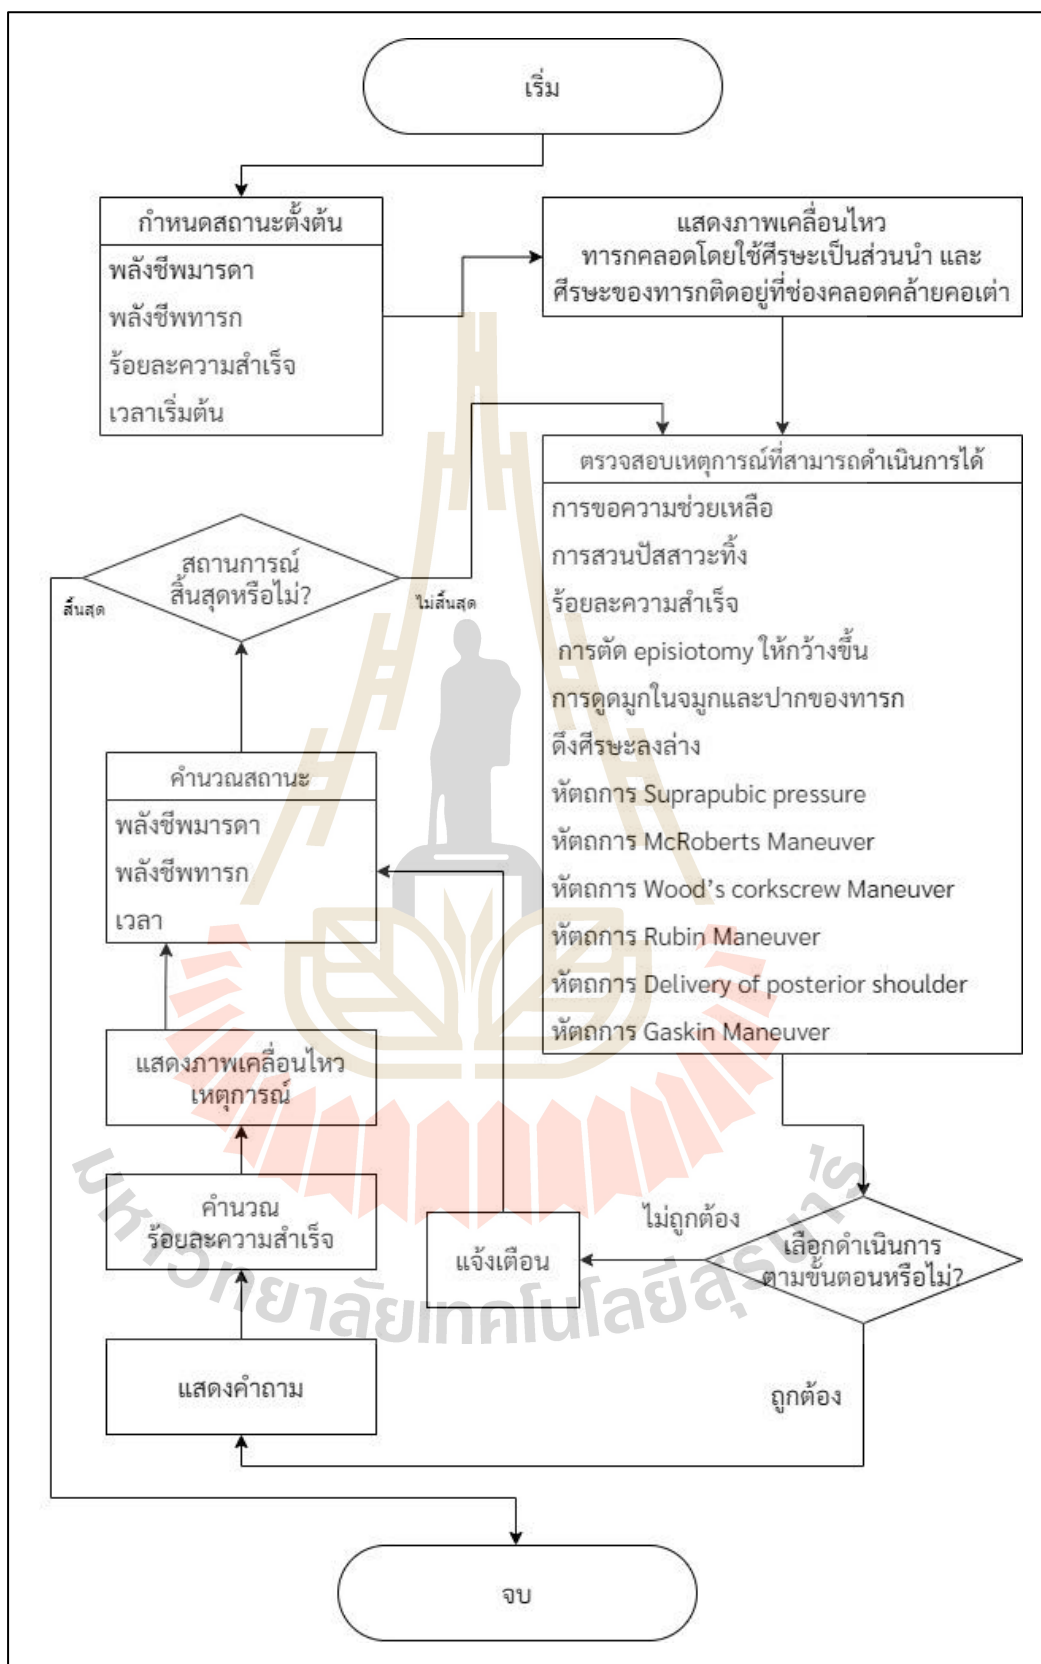 เริ่ม
กำหนดสถานะตั้งต้น
พลังชีพมารดา
พลังชีพทารก
ร้อยละความสำเร็จ
เวลาเริ่มต้น
แสดงภาพเคลื่อนไหว
ทารกคลอดโดยใช้ศีรษะเป็นส่วนนำ และ
ศีรษะของทารกติดอยู่ที่ช่องคลอดคล้ายคอเต่า
ตรวจสอบเหตุการณ์ที่สามารถดำเนินการได้
การขอความช่วยเหลือ
การสวนปัสสาวะทิ้ง
ร้อยละความสำเร็จ
การตัด episiotomy ให้กว้างขึ้น
การดูดมูกในจมูกและปากของทารก
ดึงศีรษะลงล่าง
หัตถการ Suprapubic pressure
หัตถการ McRoberts Maneuver
หัตถการ Wood's corkscrew Maneuver
หัตถการ Rubin Maneuver
หัตถการ Delivery of posterior shoulder
หัตถการ Gaskin Maneuver
สถานการณ์
สิ้นสุดหรือไม่?
สิ้นสุด
ไม่สิ้นสุด
คำนวณสถานะ
พลังชีพมารดา
พลังชีพทารก
เวลา
แสดงภาพเคลื่อนไหว
เหตุการณ์
คำนวณ
ร้อยละความสำเร็จ
แสดงคำถาม
แจ้งเตือน
ไม่ถูกต้อง
เลือกดำเนินการ
ตามขั้นตอนหรือไม่?
ถูกต้อง
จบ
มหาวิทยาลัยเทคโนโลยีสุรนารี